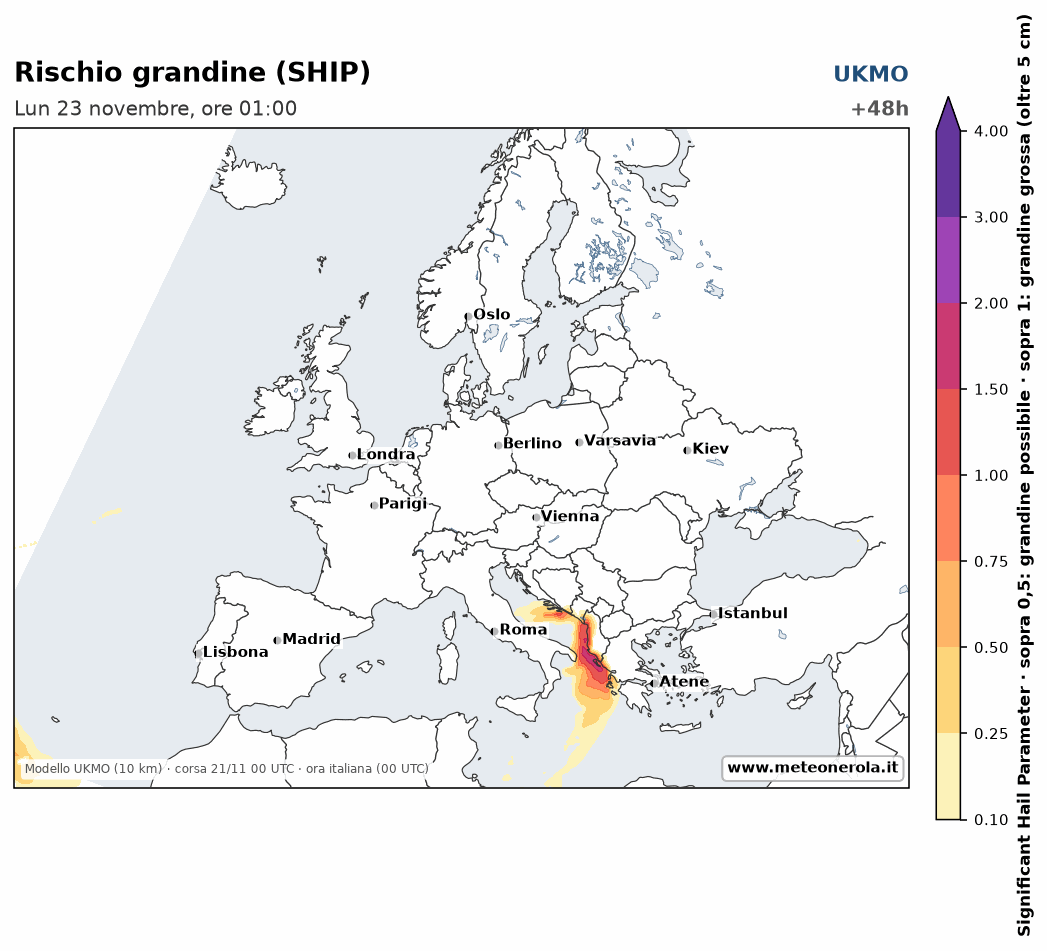 Rischio grandine (SHIP)
UKMO
Lun 23 novembre, ore 01:00
+48h
Oslo
Londra
Berlino
Varsavia
Kiev
Parigi
Vienna
Istanbul
Roma
Madrid
Lisbona
Atene
Modello UKMO (10 km) · corsa 21/11 00 UTC · ora italiana (00 UTC)
www.meteonerola.it
4.00
3.00
2.00
1.50
1.00
0.75
0.50
0.25
0.10
Significant Hail Parameter · sopra 0,5: grandine possibile · sopra 1: grandine grossa (oltre 5 cm)